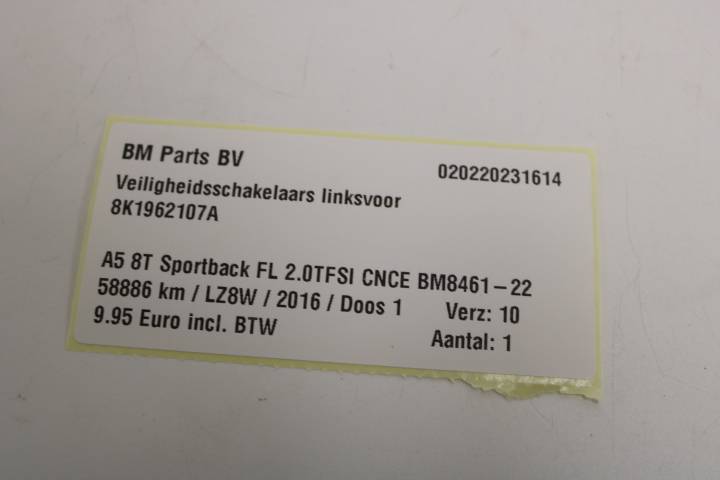 BM Parts BV 020220231614
Veiligheidsschakelaars linksvoor
8K1962107A
A5 8T Sportback FL 2.0TFSI CNCE BM8461-22
58886 km / LZ8W / 2016 / Doos 1 Verz: 10
9.95 Euro incl. BTW Aantal: 1